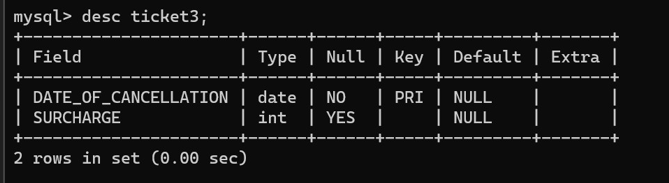 mysql> desc ticket3;
+----------------------+------+------+-----+---------+-------+
| Field                | Type | Null | Key | Default | Extra |
+----------------------+------+------+-----+---------+-------+
| DATE_OF_CANCELLATION | date | NO   | PRI | NULL    |       |
| SURCHARGE            | int  | YES  |     | NULL    |       |
+----------------------+------+------+-----+---------+-------+
2 rows in set (0.00 sec)